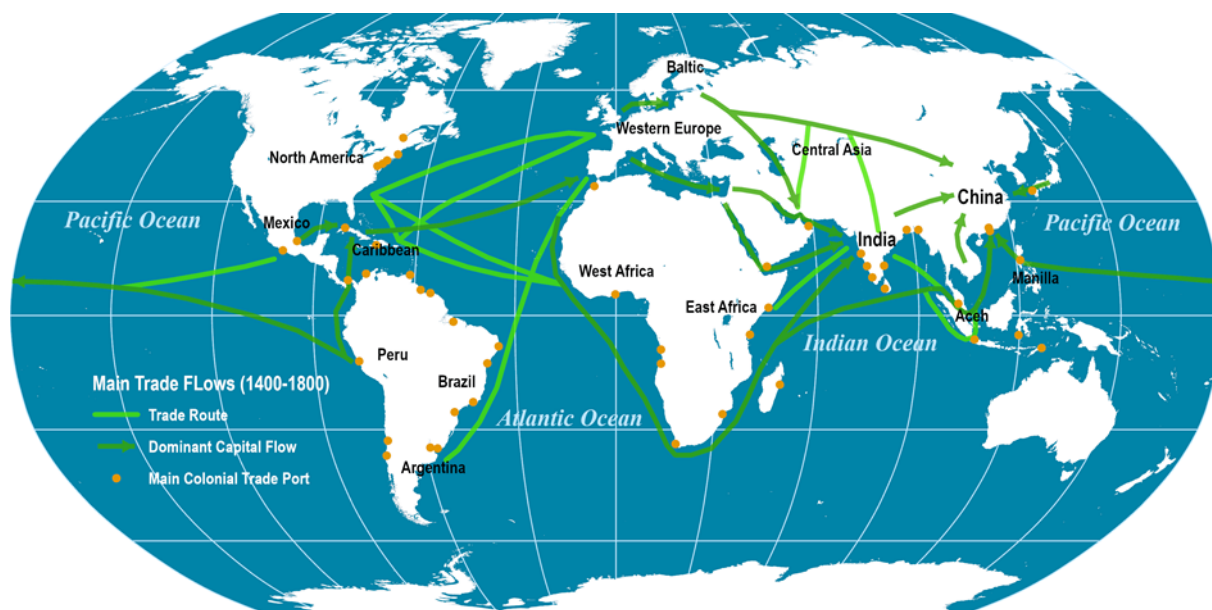 Baltic
North America
Western Europe
Central Asia
China
Pacific Ocean
Pacific Ocean
Mexico
Caribbean
India
West Africa
Manilla
East Africa
Aceh
Indian Ocean
Peru
Brazil
Main Trade FLows (1400-1800)
Trade Route
Atlantic Ocean
Dominant Capital Flow
Argentina
Main Colonial Trade Port